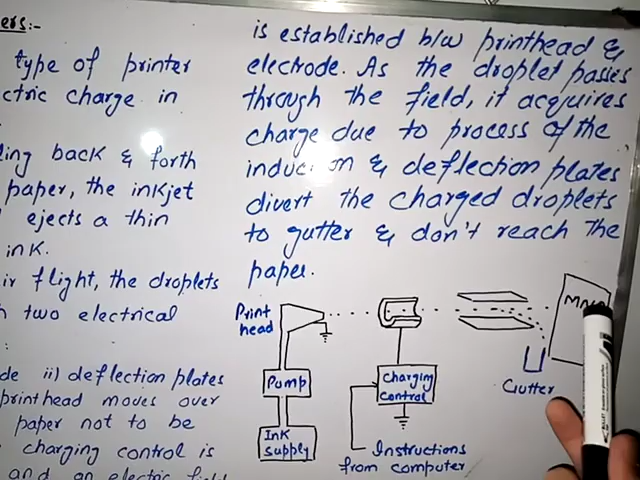 ers:-
type of printer
ctric charge in
ling back & forth
paper, the inkjet
ejects a thin
ink.
ir flight, the droplets
two electrical
de ii) deflection plates
printhead moves over
paper not to be
charging control is
and an electric field
is established b/w printhead &
electrode. As the droplet passes
through the field, it acquires
charge due to process of the
& deflection plates
divert the charged droplets
to gutter & don't reach the
paper.
Print
head
Pump
Ink
supply
Charging
control
Instructions
from computer
Gutter